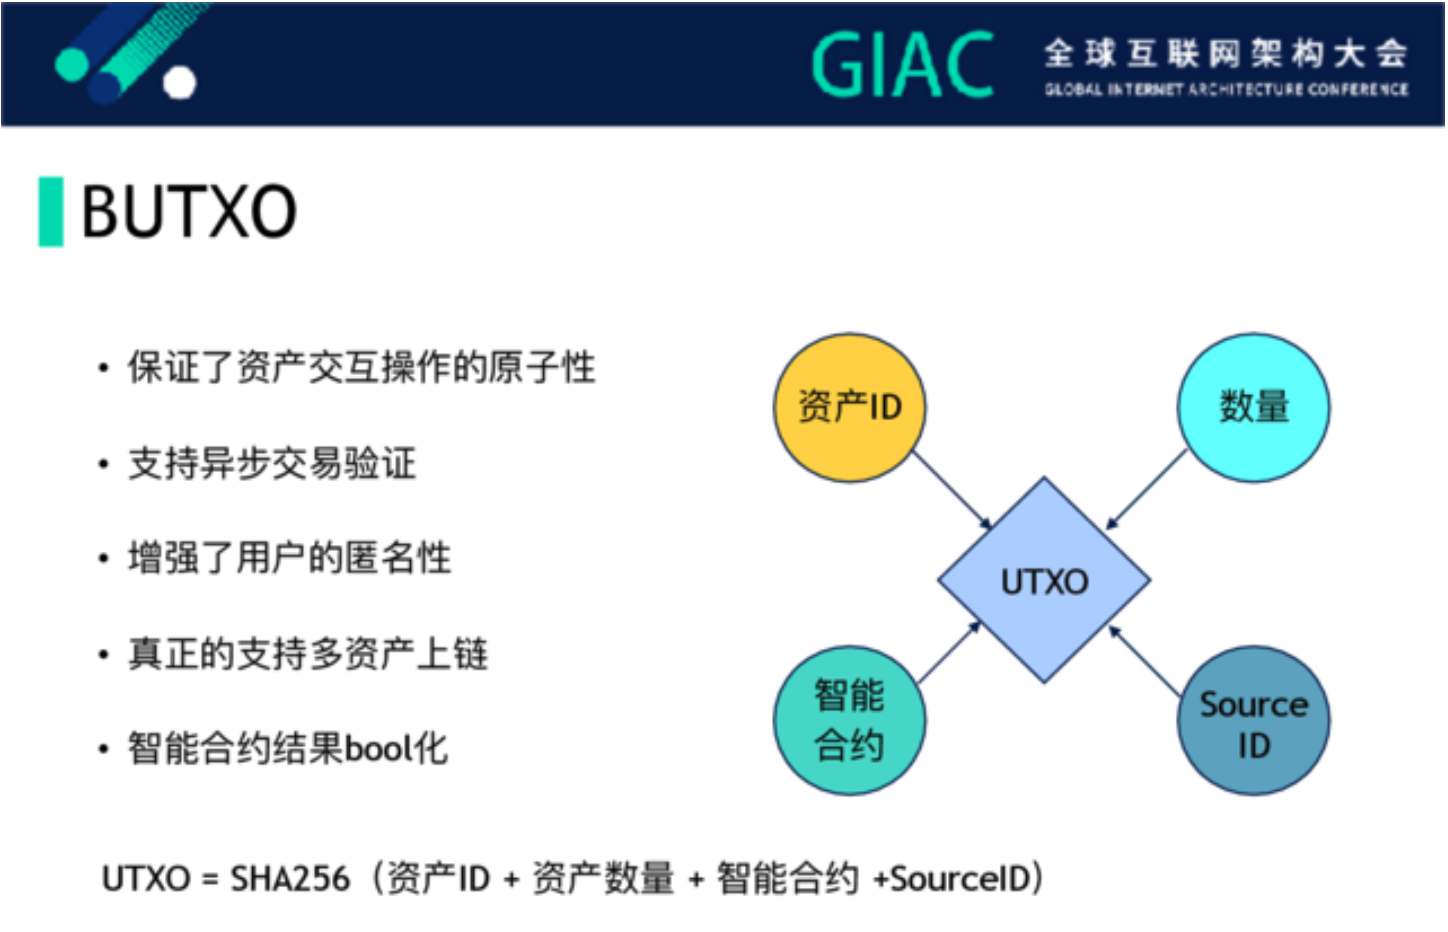 GIAC
全球互联网架构大会
GLOBAL INTERNET ARCHITECTURE CONFERENCE
BUTXO
• 保证了资产交互操作的原子性
• 支持异步交易验证
• 增强了用户的匿名性
• 真正的支持多资产上链
• 智能合约结果bool化
资产ID
数量
UTXO
智能
合约
Source
ID
UTXO = SHA256（资产ID + 资产数量 + 智能合约 +SourceID）